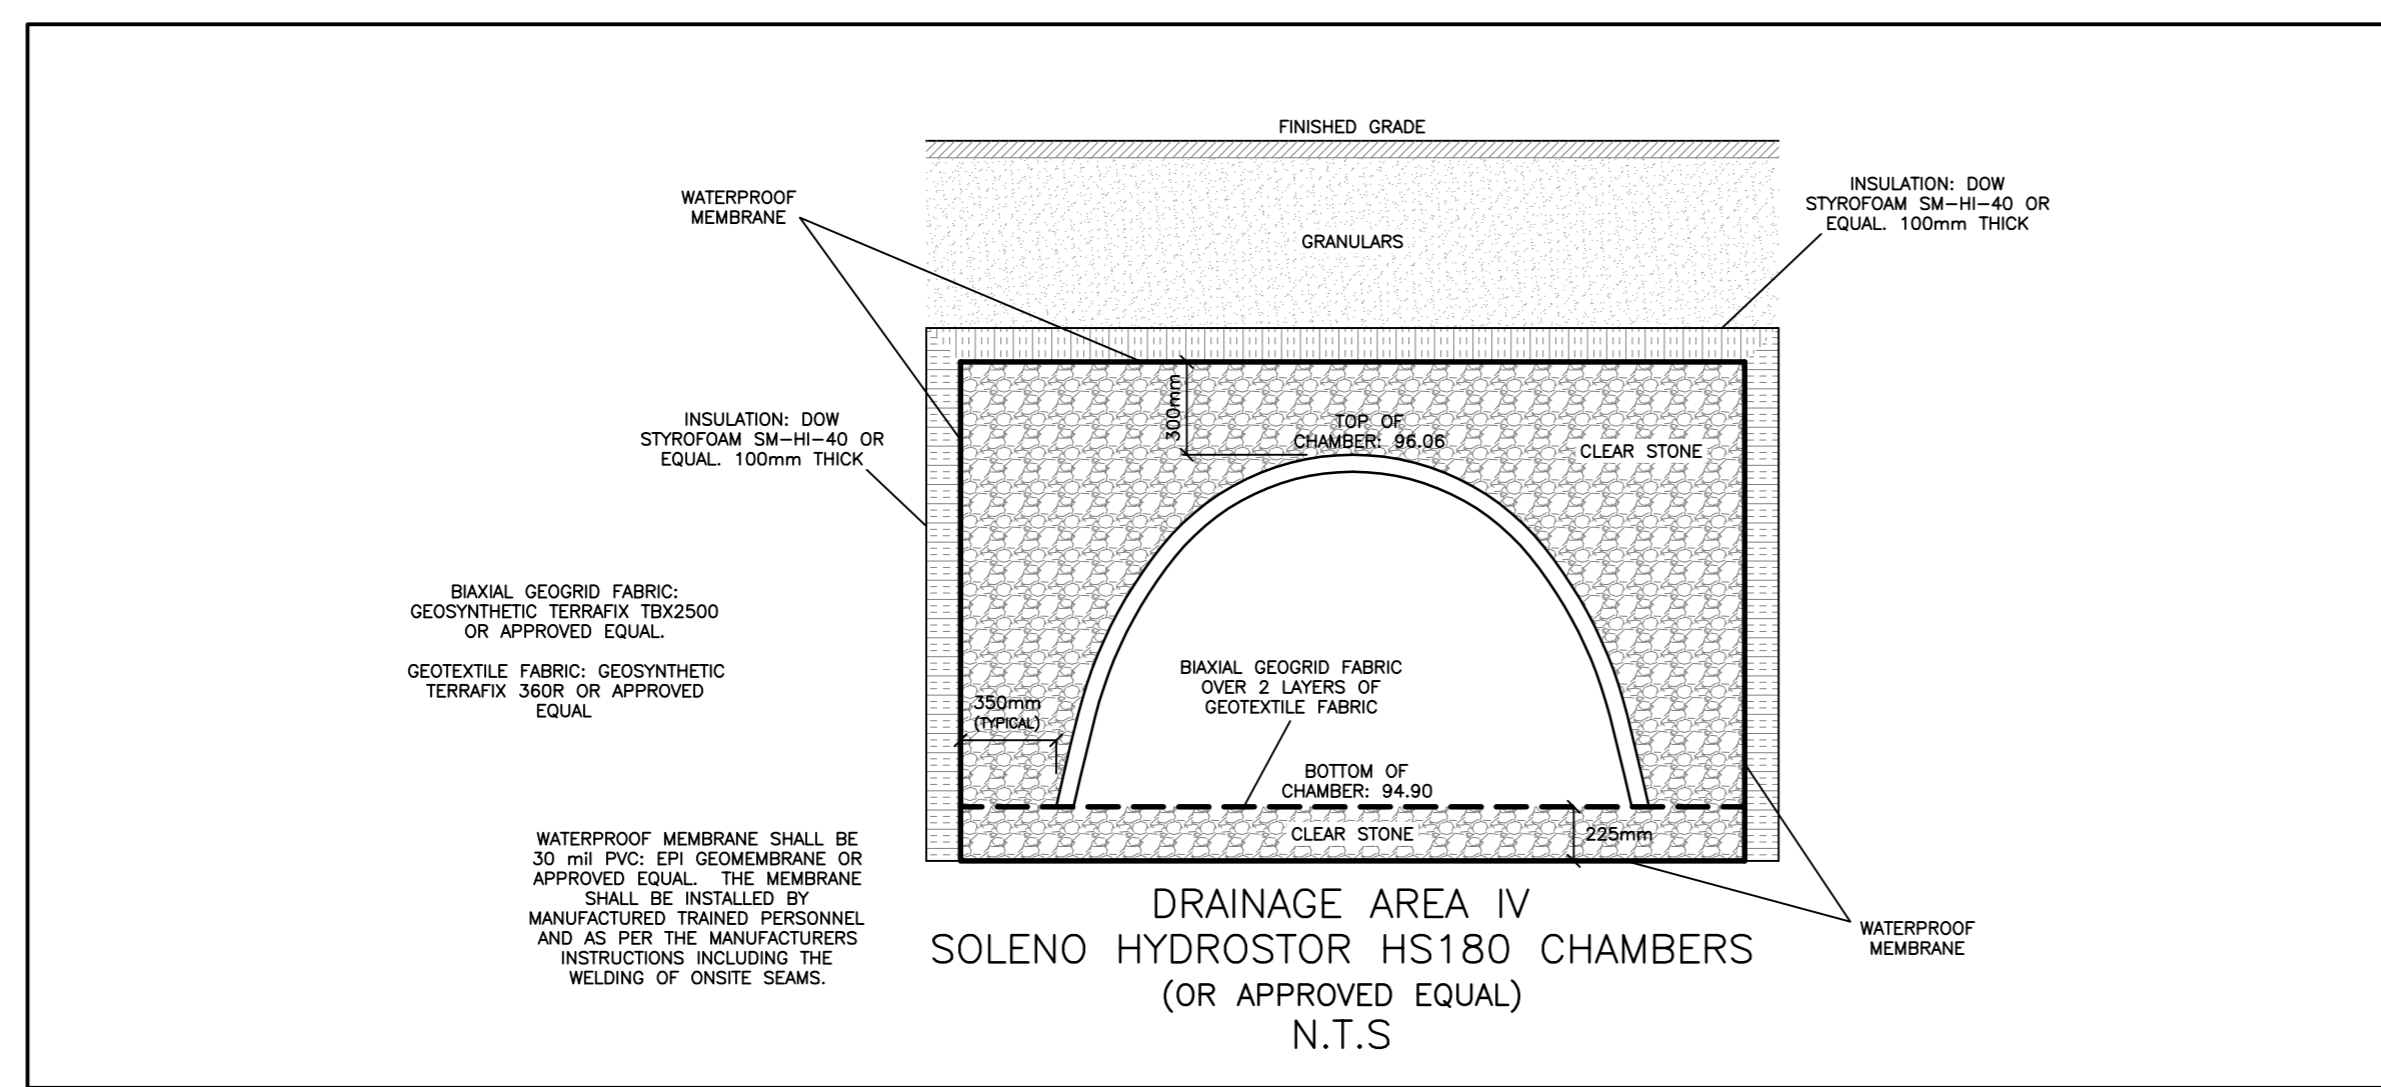 FINISHED GRADE
WATERPROOF
MEMBRANE
INSULATION: DOW
STYROFOAM SM-HI-40 OR
EQUAL. 100mm THICK
GRANULARS
300mm
TOP OF
CHAMBER: 96.06
CLEAR STONE
INSULATION: DOW
STYROFOAM SM-HI-40 OR
EQUAL. 100mm THICK
BIAXIAL GEOGRID FABRIC:
GEOSYNTHETIC TERRAFIX TBX2500
OR APPROVED EQUAL.
GEOTEXTILE FABRIC: GEOSYNTHETIC
TERRAFIX 360R OR APPROVED
EQUAL
350mm
(TYPICAL)
BIAXIAL GEOGRID FABRIC
OVER 2 LAYERS OF
GEOTEXTILE FABRIC
BOTTOM OF
CHAMBER: 94.90
CLEAR STONE
225mm
WATERPROOF MEMBRANE SHALL BE
30 mil PVC: EPI GEOMEMBRANE OR
APPROVED EQUAL. THE MEMBRANE
SHALL BE INSTALLED BY
MANUFACTURED TRAINED PERSONNEL
AND AS PER THE MANUFACTURERS
INSTRUCTIONS INCLUDING THE
WELDING OF ONSITE SEAMS.
WATERPROOF
MEMBRANE
DRAINAGE AREA IV
SOLENO HYDROSTOR HS180 CHAMBERS
(OR APPROVED EQUAL)
N.T.S